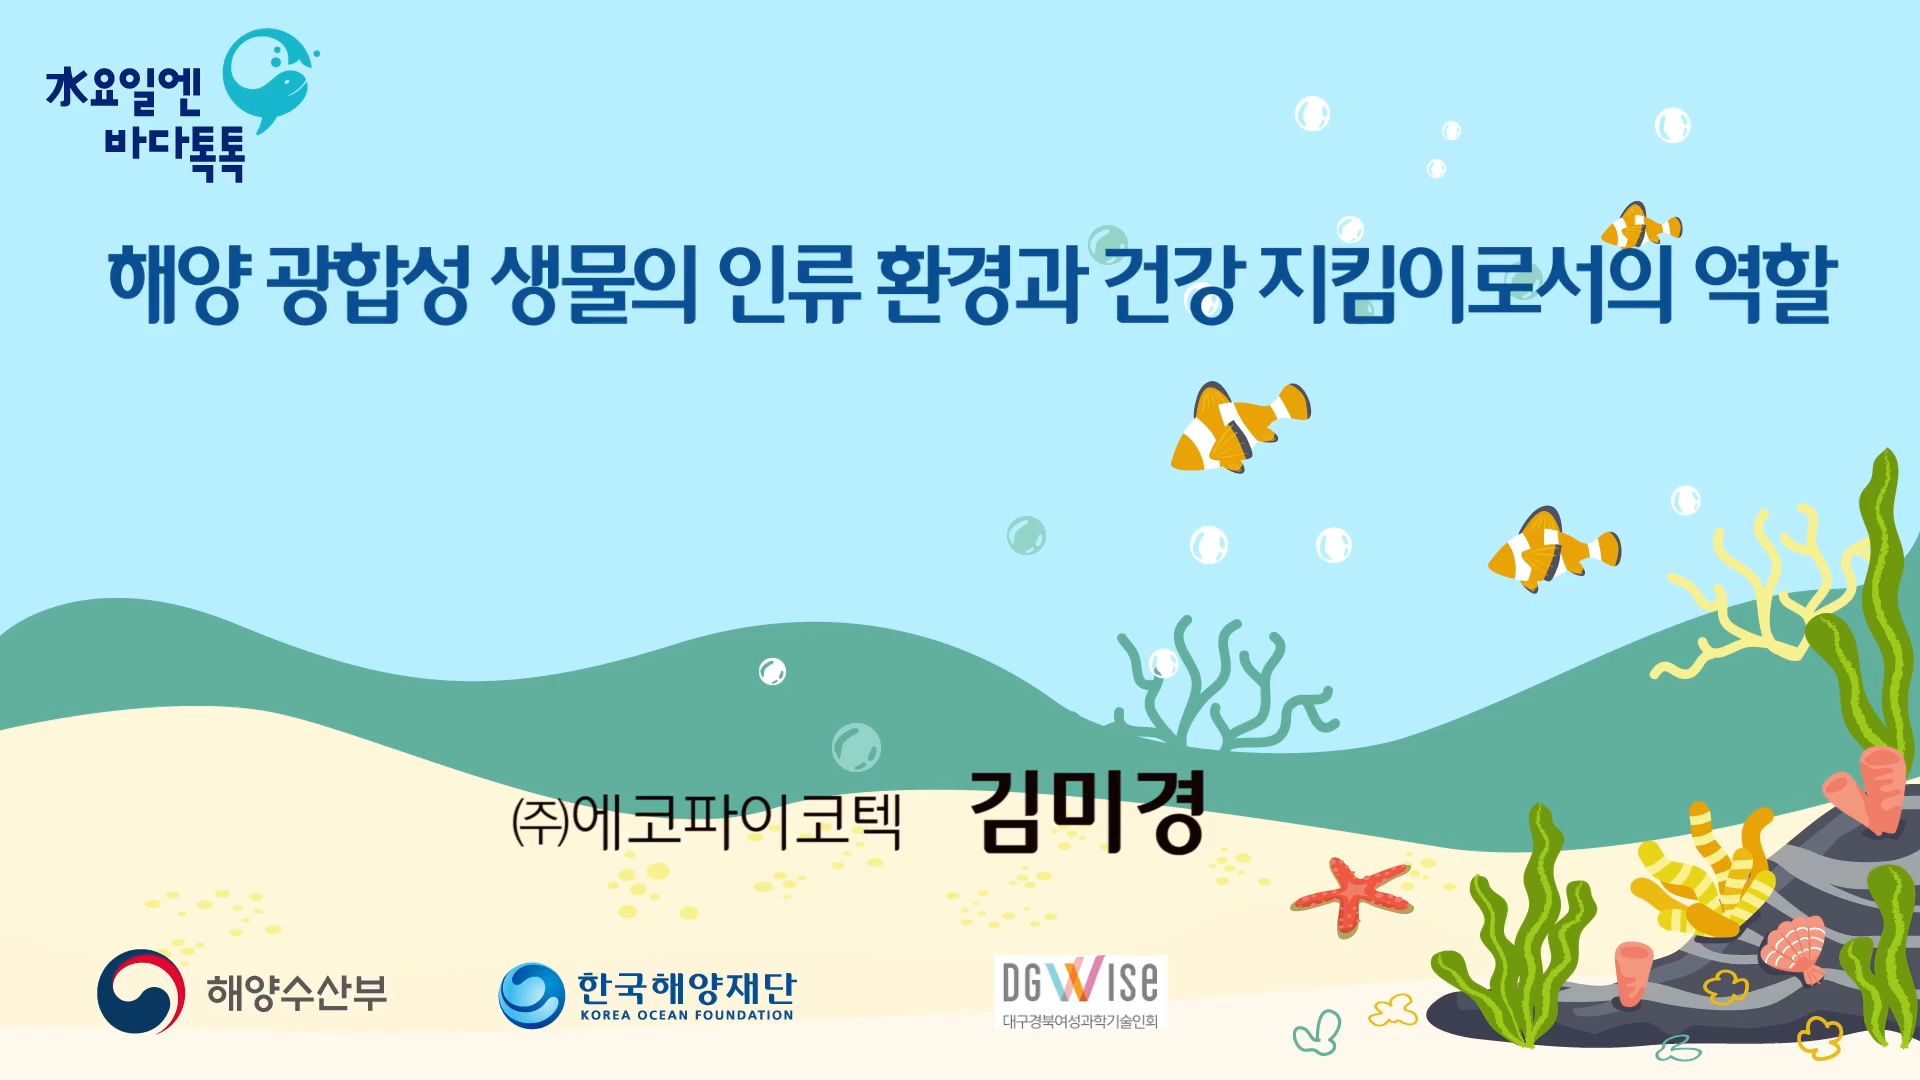 水요일엔
바다톡톡
해양 광합성 생물의 인류 환경과 건강 지킴이로서의 역할
㈜에코파이코텍 김미경
해양수산부
한국해양재단
KOREA OCEAN FOUNDATION
DGWISE
대구경북여성과학기술인회